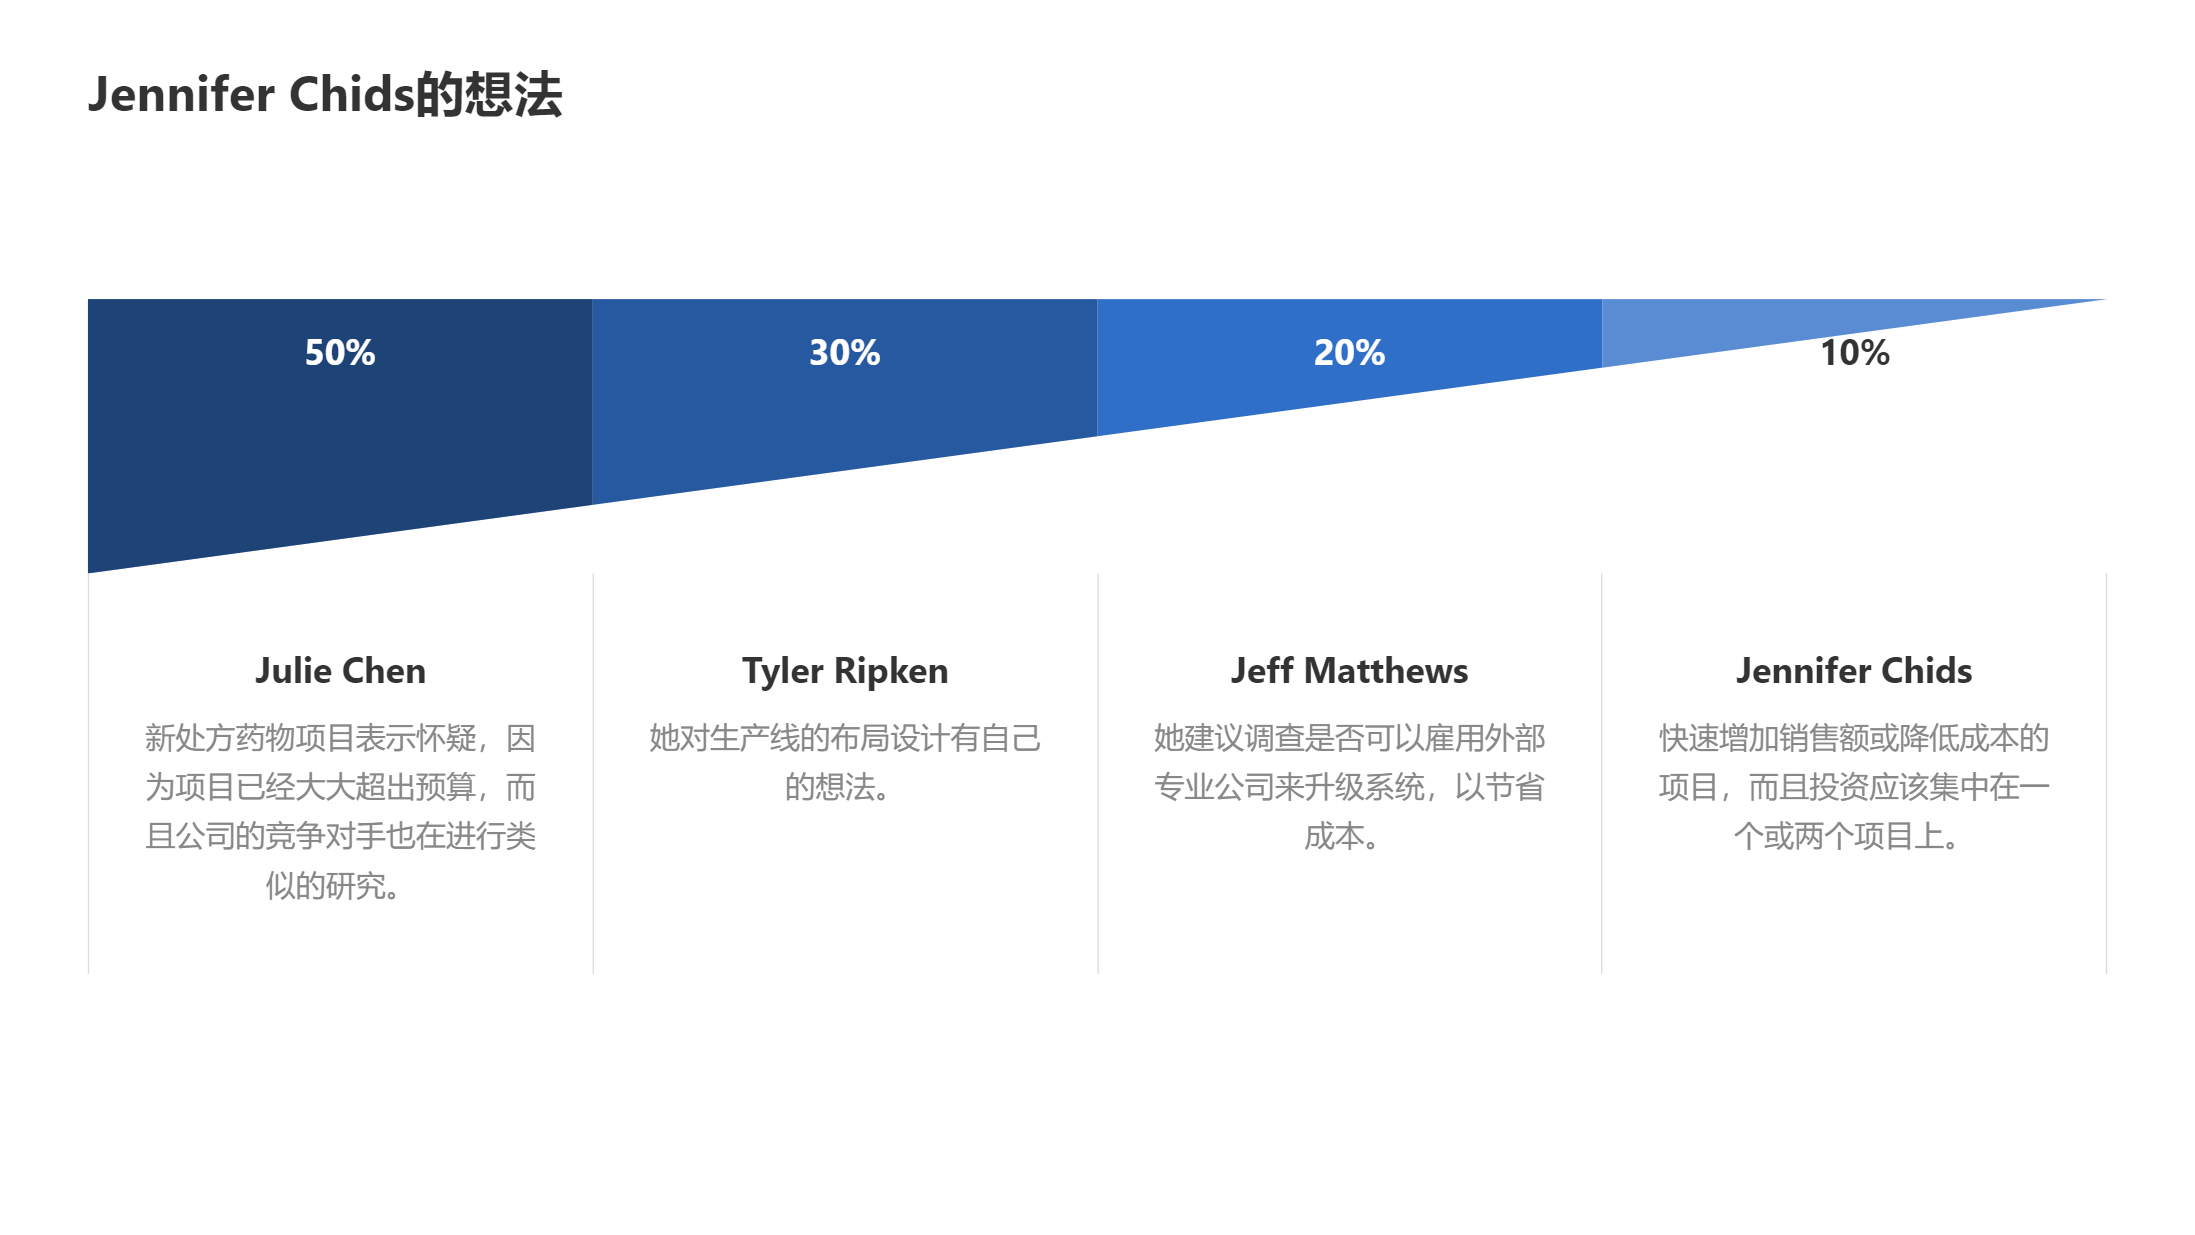 Jennifer Chids的想法
50%
30%
20%
10%
Julie Chen
新处方药物项目表示怀疑，因
为项目已经大大超出预算，而
且公司的竞争对手也在进行类
似的研究。
Tyler Ripken
她对生产线的布局设计有自己
的想法。
Jeff Matthews
她建议调查是否可以雇用外部
专业公司来升级系统，以节省
成本。
Jennifer Chids
快速增加销售额或降低成本的
项目，而且投资应该集中在一
个或两个项目上。